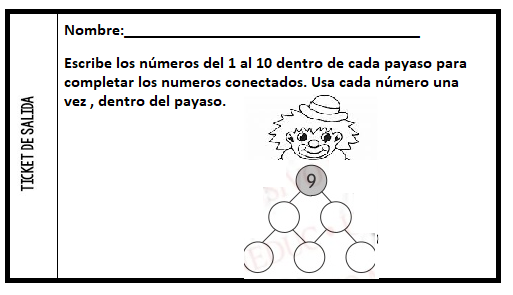 TICKET DE SALIDA
Nombre:___________________________________
Escribe los números del 1 al 10 dentro de cada payaso para
completar los numeros conectados. Usa cada número una
vez , dentro del payaso.
9